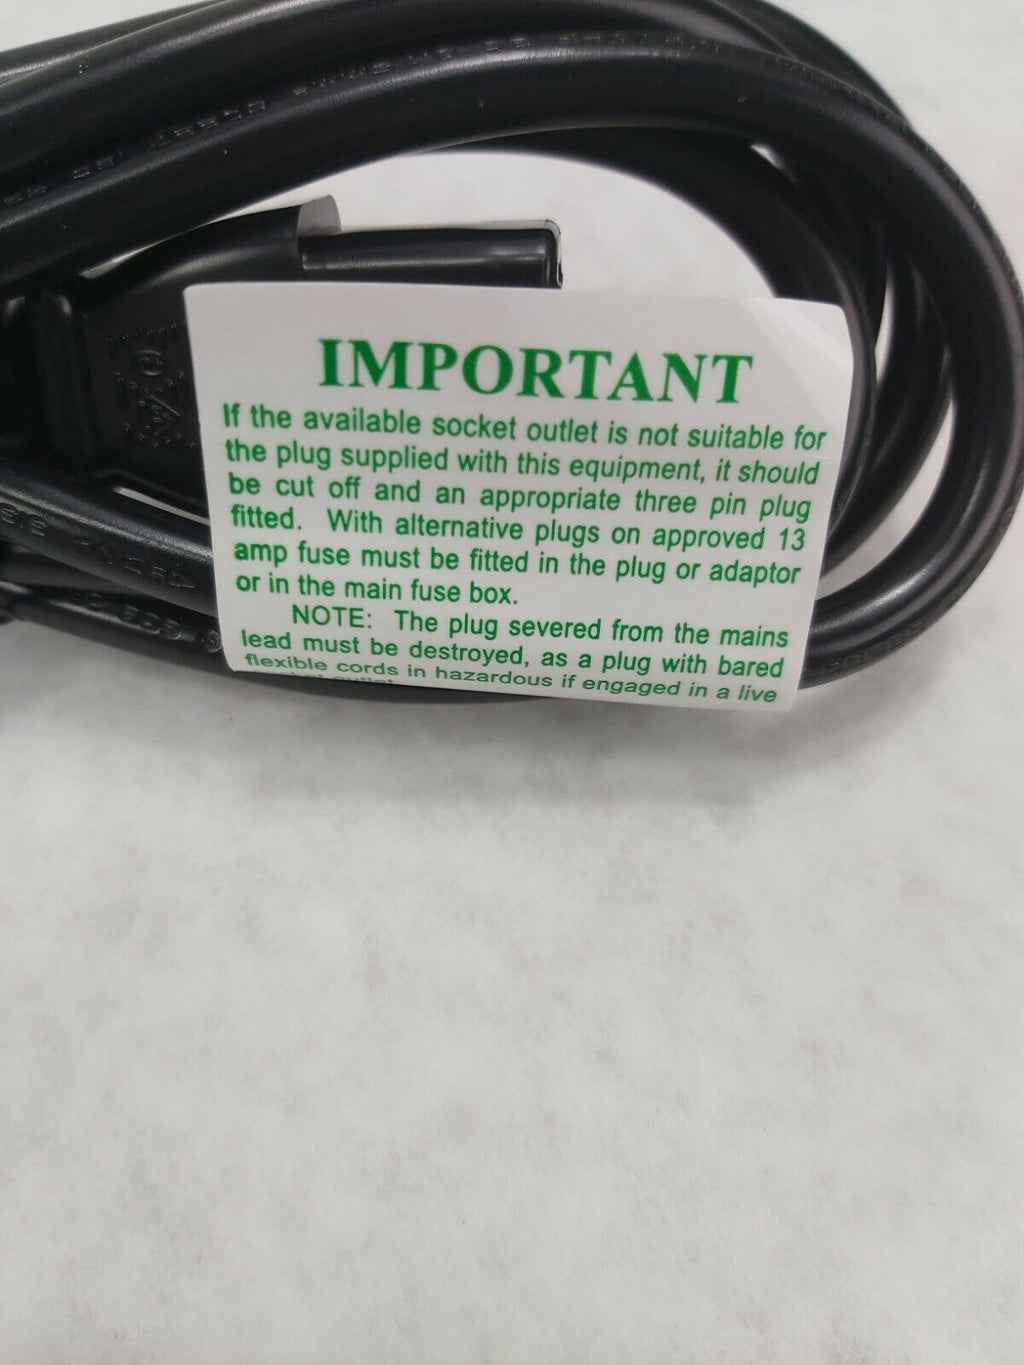 IMPORTANT
If the available socket outlet is not suitable for
the plug supplied with this equipment, it should
be cut off and an appropriate three pin plug
fitted. With alternative plugs on approved 13
amp fuse must be fitted in the plug or adaptor
or in the main fuse box.
NOTE: The plug severed from the mains
lead must be destroyed, as a plug with bared
flexible cords in hazardous if engaged in a live